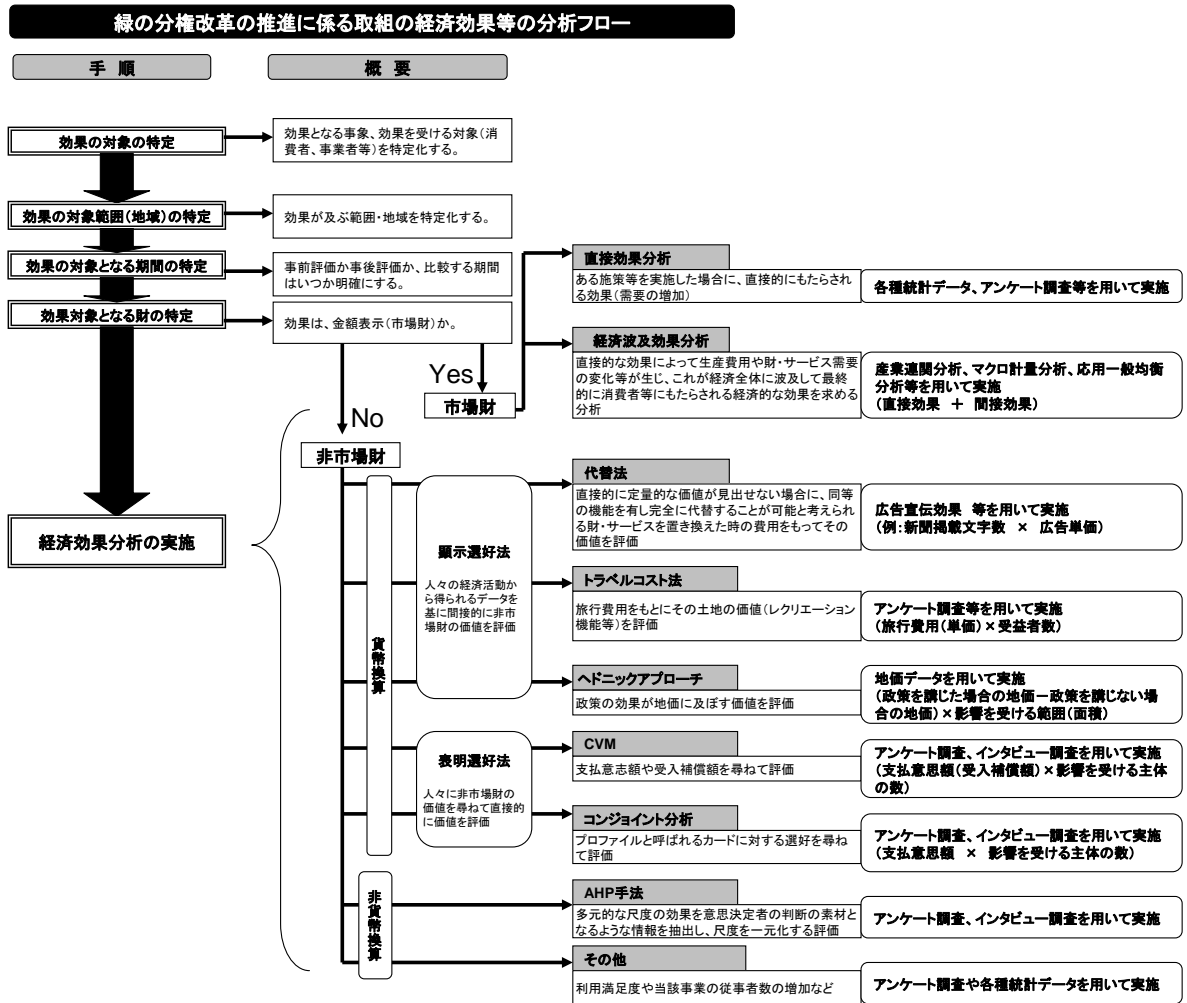 緑の分権改革の推進に係る取組の経済効果等の分析フロー
手 順
概 要
効果の対象の特定
効果となる事象、効果を受ける対象(消
費者、事業者等)を特定化する。
効果の対象範囲(地域)の特定
効果が及ぶ範囲・地域を特定化する。
効果の対象となる期間の特定
事前評価か事後評価か、比較する期間
はいつか明確にする。
効果対象となる財の特定
効果は、金額表示(市場財)か。
Yes
市場財
No
非市場財
経済効果分析の実施
直接効果分析
ある施策等を実施した場合に、直接的にもたらされ
る効果(需要の増加)
各種統計データ、アンケート調査等を用いて実施
経済波及効果分析
直接的な効果によって生産費用や財・サービス需要
の変化等が生じ、これが経済全体に波及して最終
的に消費者等にもたらされる経済的な効果を求める
分析
産業連関分析、マクロ計量分析、応用一般均衡
分析等を用いて実施
(直接効果 + 間接効果)
貨幣換算
顕示選好法
人々の経済活動か
ら得られるデータを
基に間接的に非市
場財の価値を評価
代替法
直接的に定量的な価値が見出せない場合に、同等
の機能を有し完全に代替することが可能と考えられ
る財・サービスを置き換えた時の費用をもってその
価値を評価
広告宣伝効果 等を用いて実施
(例:新聞掲載文字数 × 広告単価)
トラベルコスト法
旅行費用をもとにその土地の価値(レクリエーション
機能等)を評価
アンケート調査等を用いて実施
(旅行費用(単価)×受益者数)
ヘドニックアプローチ
政策の効果が地価に及ぼす価値を評価
地価データを用いて実施
(政策を講じた場合の地価-政策を講じない場
合の地価)×影響を受ける範囲(面積)
表明選好法
人々に非市場財の
価値を尋ねて直接的
に価値を評価
CVM
支払意志額や受入補償額を尋ねて評価
アンケート調査、インタビュー調査を用いて実施
(支払意思額(受入補償額)×影響を受ける主体
の数)
コンジョイント分析
プロファイルと呼ばれるカードに対する選好を尋ね
て評価
アンケート調査、インタビュー調査を用いて実施
(支払意思額 × 影響を受ける主体の数)
非貨幣換算
AHP手法
多元的な尺度の効果を意思決定者の判断の素材と
なるような情報を抽出し、尺度を一元化する評価
アンケート調査、インタビュー調査を用いて実施
その他
利用満足度や当該事業の従事者数の増加など
アンケート調査や各種統計データを用いて実施